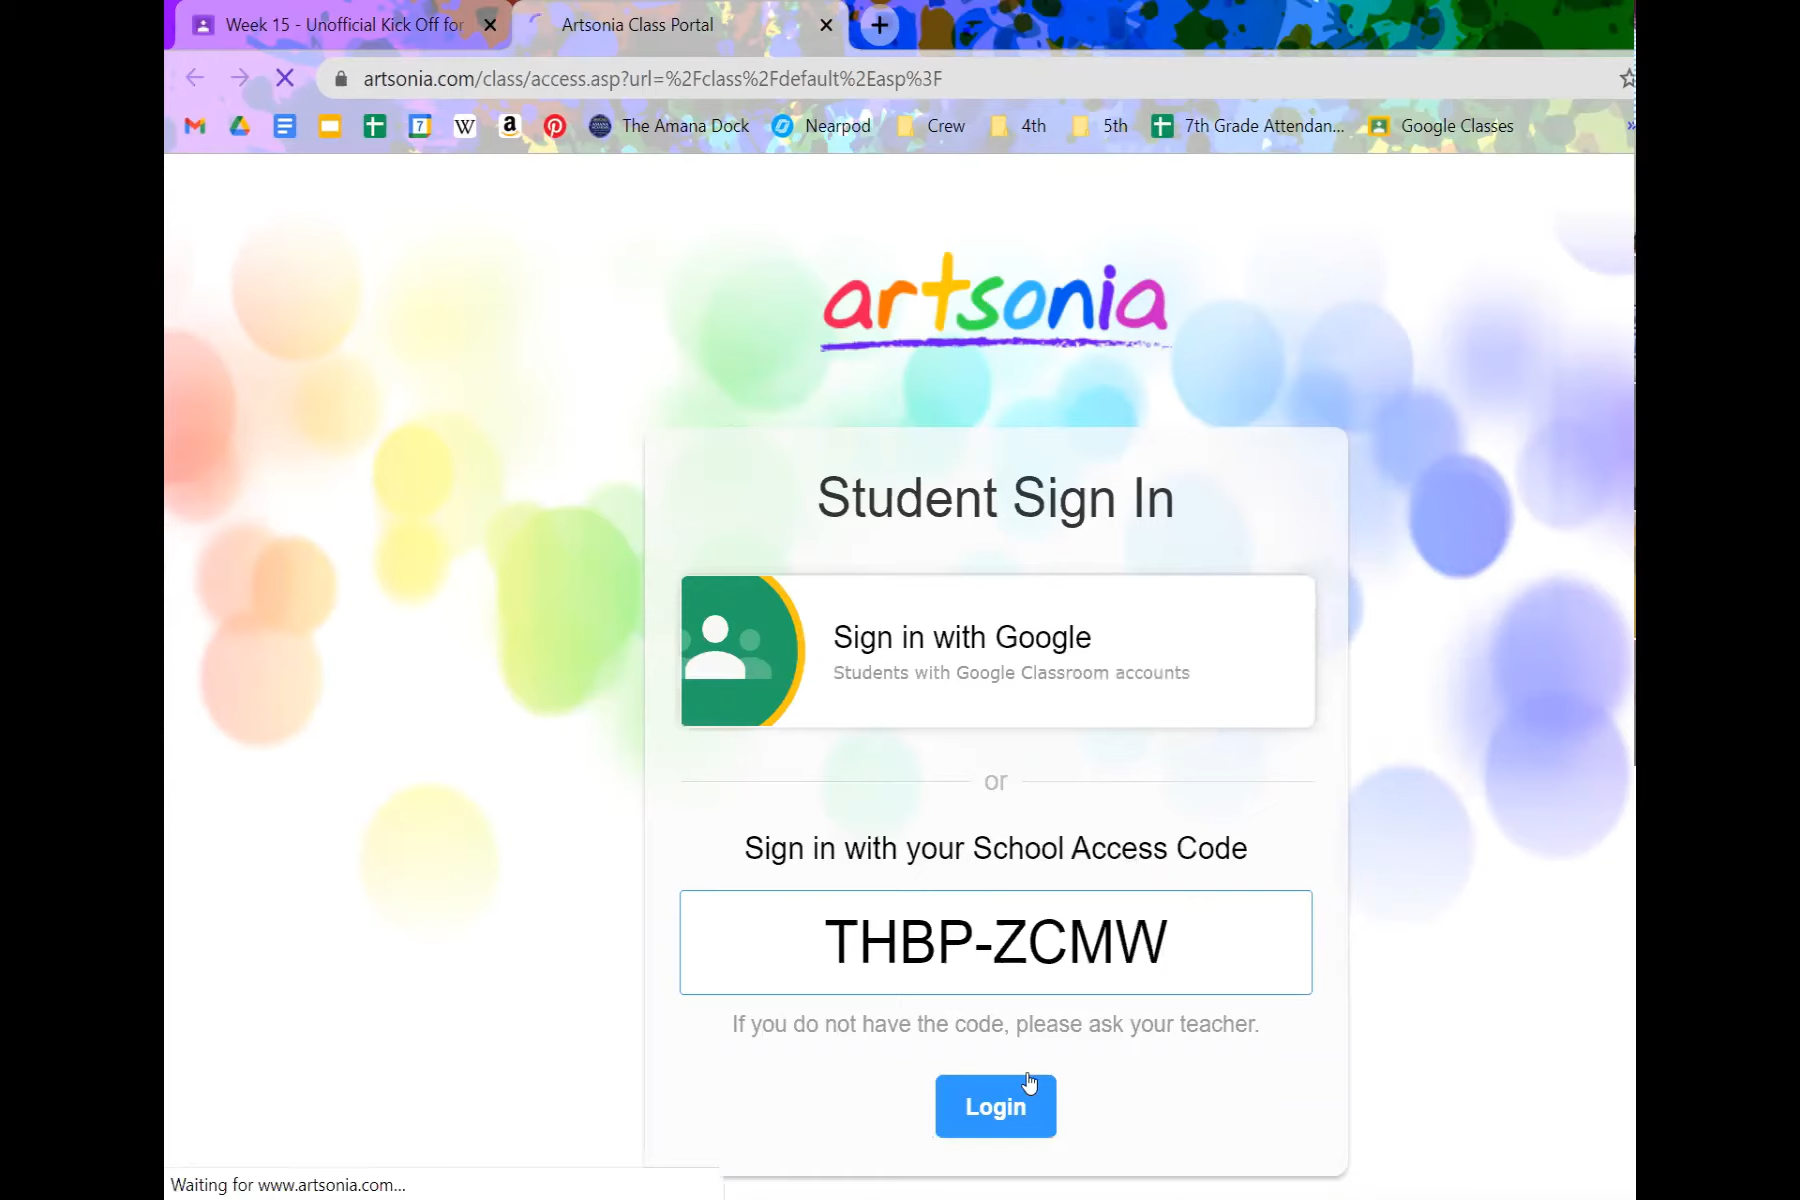 Week 15 - Unofficial Kick Off for
Artsonia Class Portal
artsonia.com/class/access.asp?url=%2Fclass%2Fdefault%2Easp%3F
The Amana Dock
Nearpod
Crew
4th
5th
7th Grade Attendan...
Google Classes
artsonia
Student Sign In
Sign in with Google
Students with Google Classroom accounts
or
Sign in with your School Access Code
THBP-ZCMW
If you do not have the code, please ask your teacher.
Login
Waiting for www.artsonia.com...